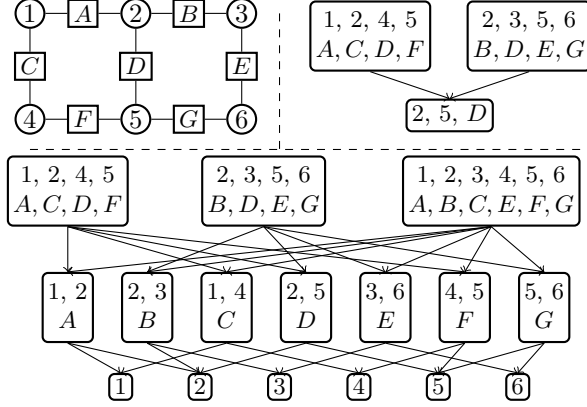 1 A 2 B 3
C D E
4 F 5 G 6
1, 2, 4, 5
A, C, D, F
2, 3, 5, 6
B, D, E, G
2, 5, D
1, 2, 4, 5
A, C, D, F
2, 3, 5, 6
B, D, E, G
1, 2, 3, 4, 5, 6
A, B, C, E, F, G
1, 2
A
2, 3
B
1, 4
C
2, 5
D
3, 6
E
4, 5
F
5, 6
G
1 2 3 4 5 6